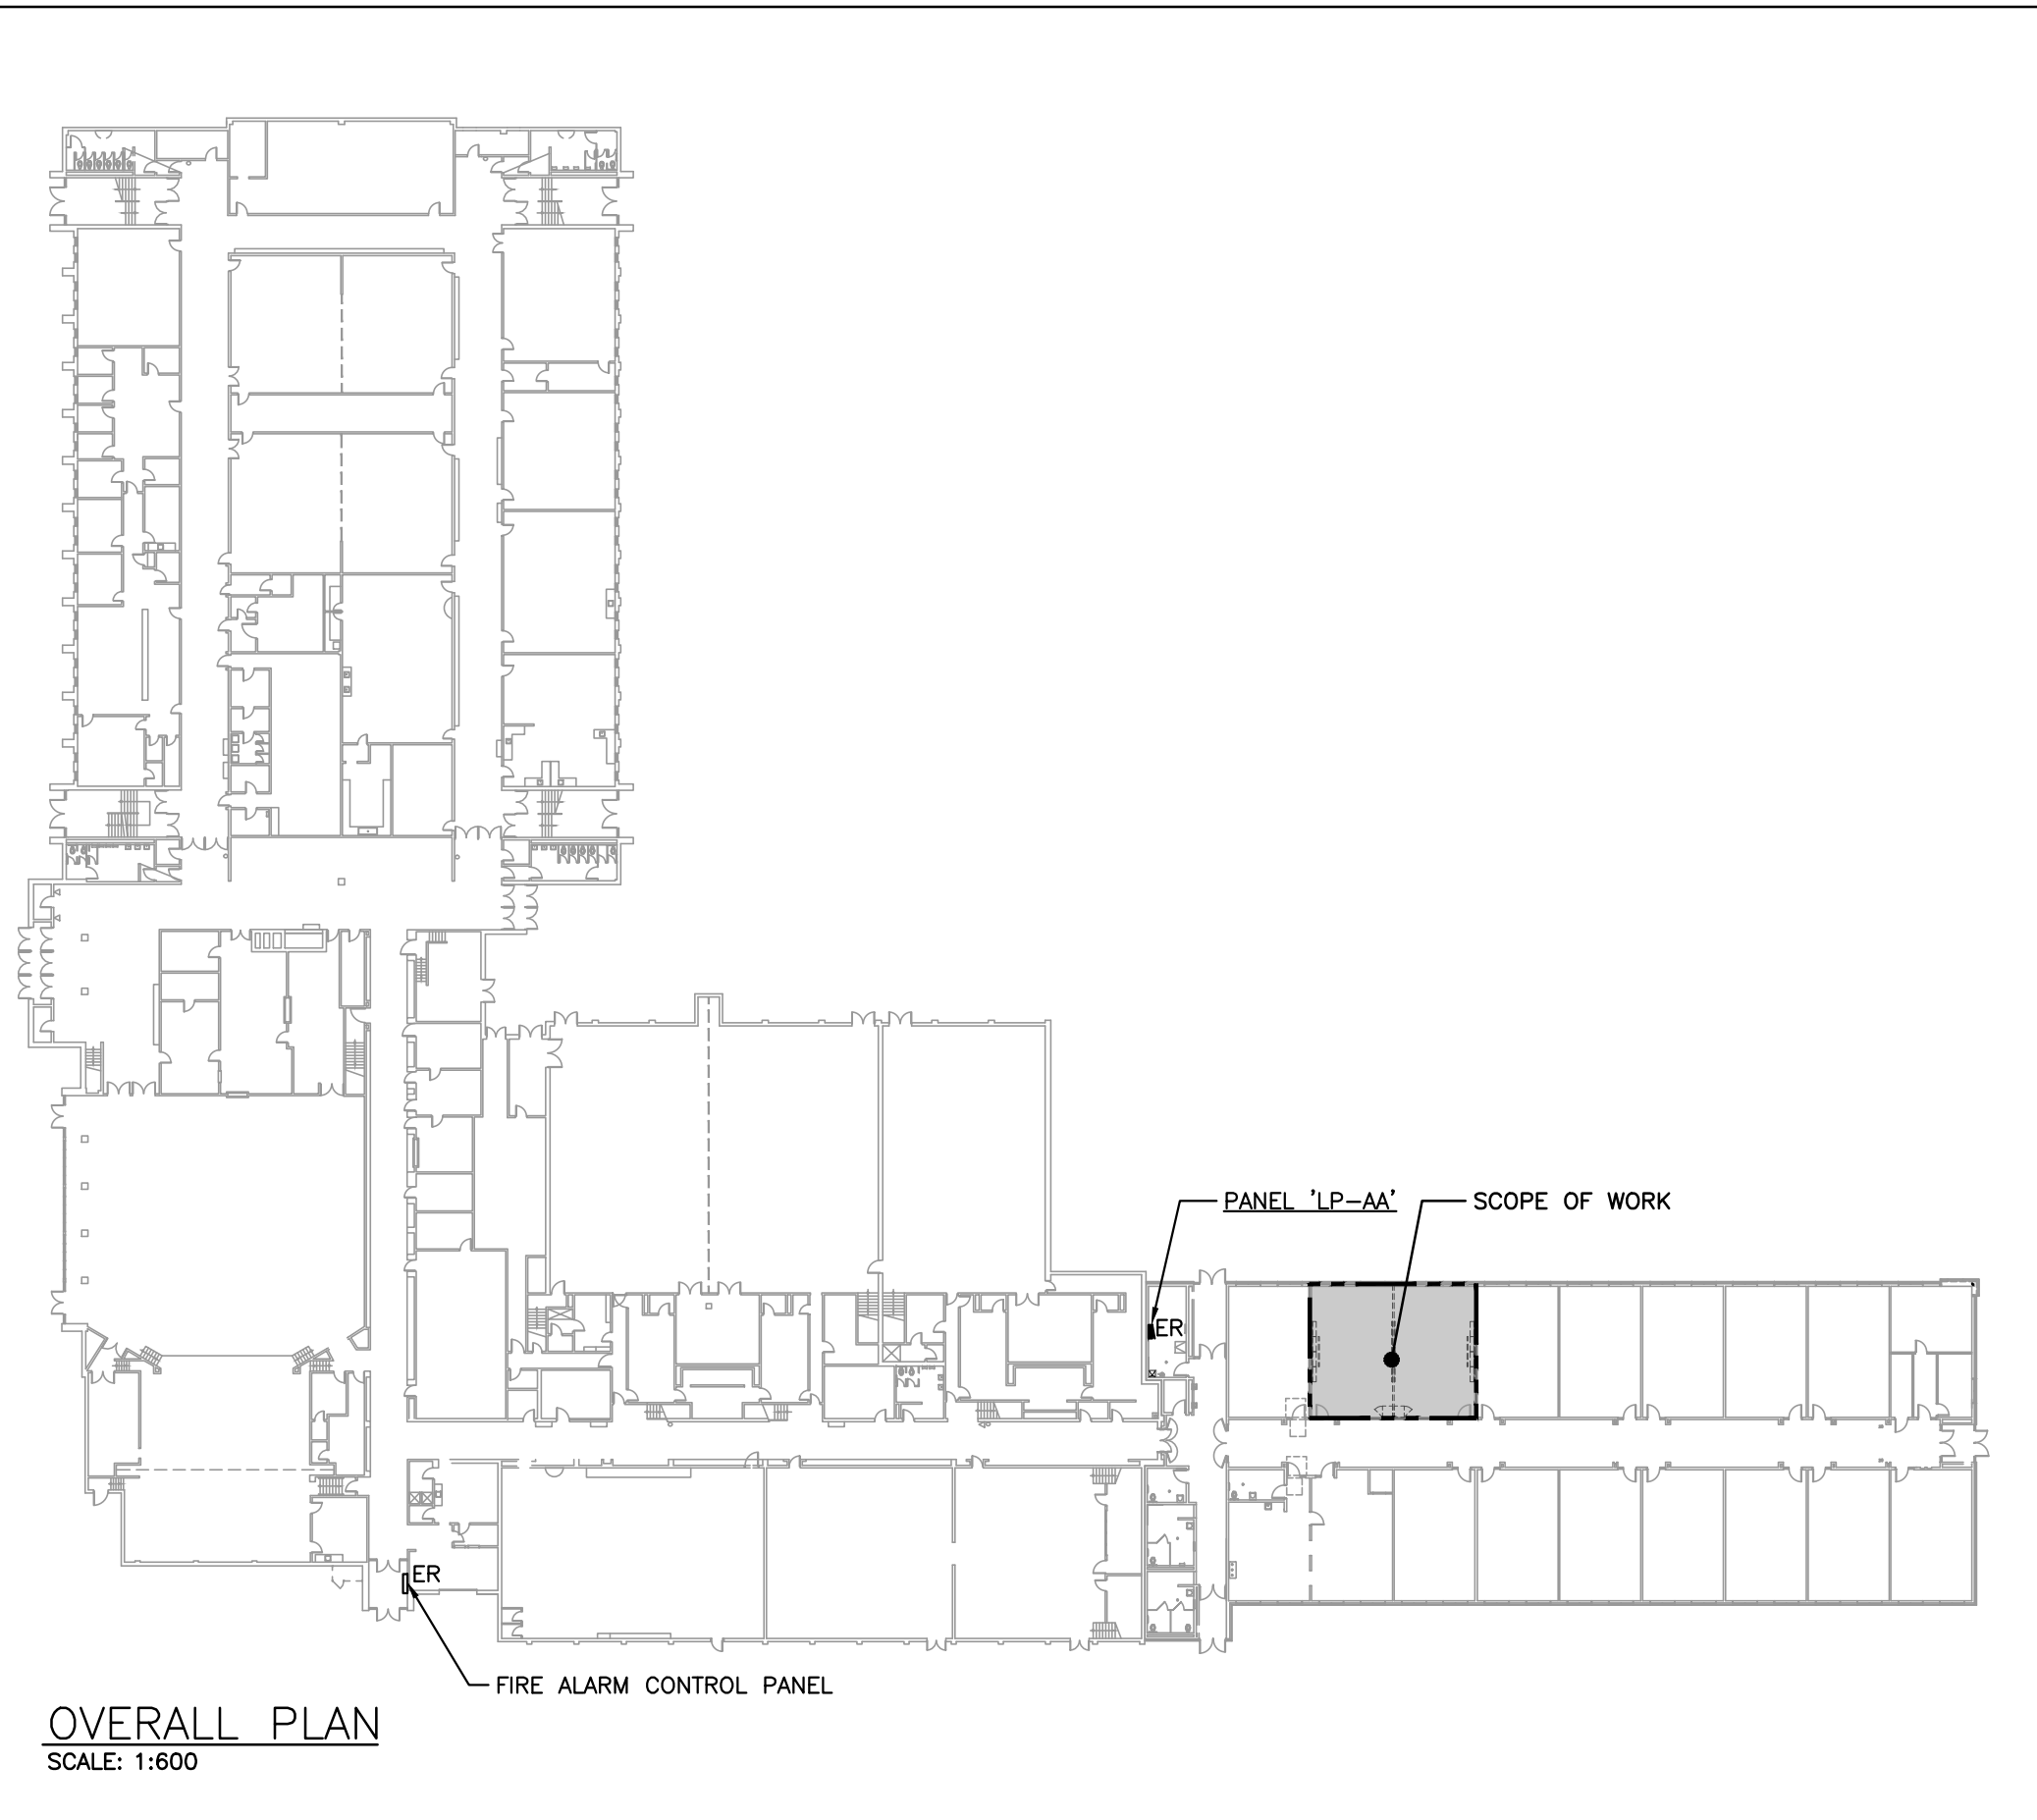 PANEL 'LP-AA'
SCOPE OF WORK
ER
ER
FIRE ALARM CONTROL PANEL
OVERALL PLAN
SCALE: 1:600